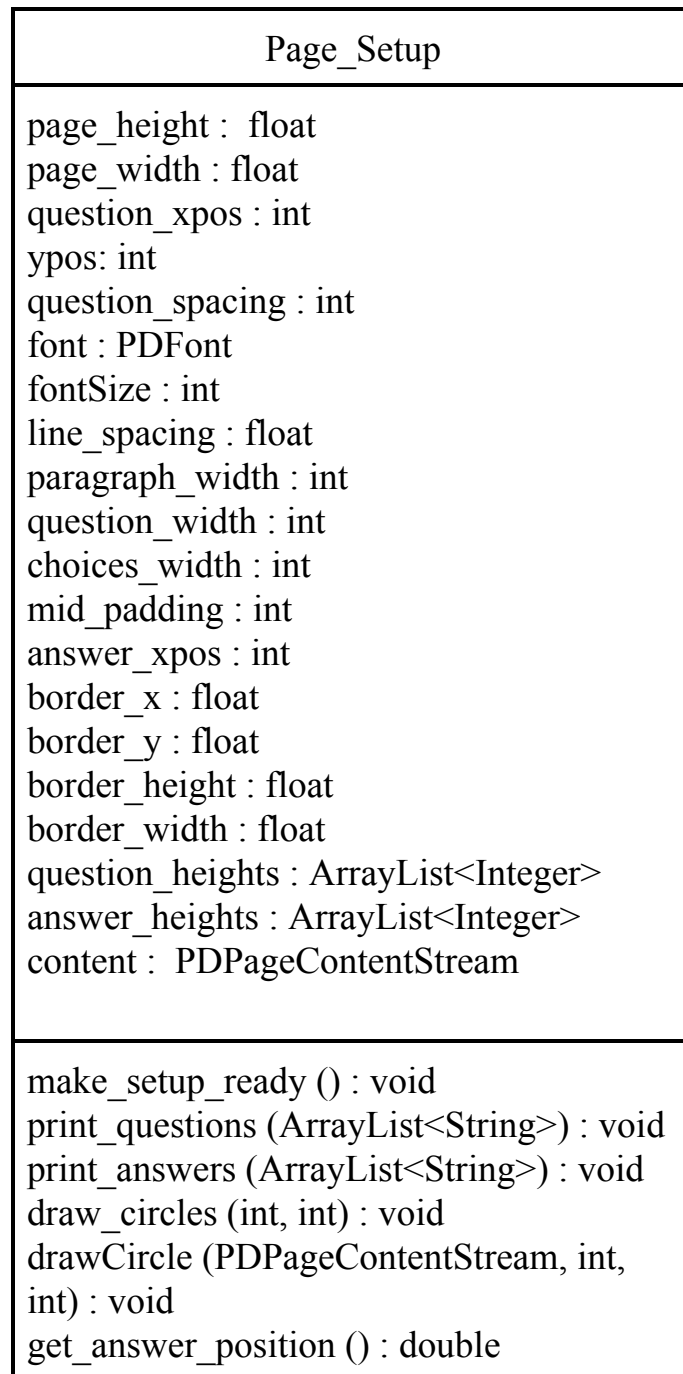 Page_Setup
page_height :  float
page_width : float
question_xpos : int
ypos: int
question_spacing : int
font : PDFont
fontSize : int
line_spacing : float
paragraph_width : int
question_width : int
choices_width : int
mid_padding : int
answer_xpos : int
border_x : float
border_y : float
border_height : float
border_width : float
question_heights : ArrayList<Integer>
answer_heights : ArrayList<Integer>
content :  PDPageContentStream
make_setup_ready () : void
print_questions (ArrayList<String>) : void
print_answers (ArrayList<String>) : void
draw_circles (int, int) : void
drawCircle (PDPageContentStream, int,
int) : void
get_answer_position () : double